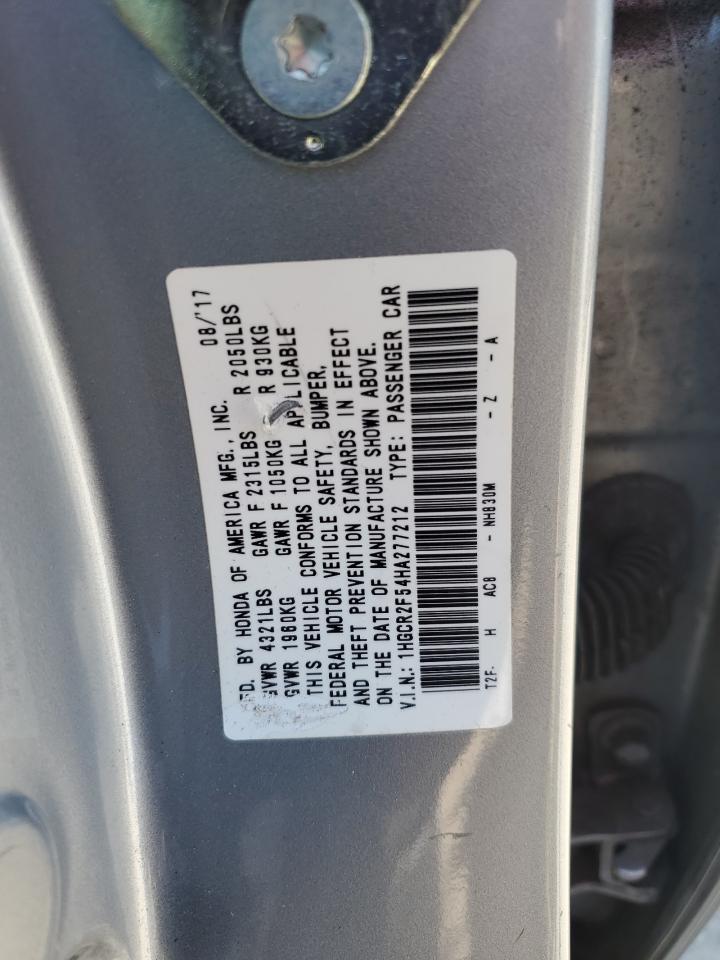 08/'17
FD. BY HONDA OF AMERICA MFG., INC.
GVWR 4321LBS GAWR F 2315LBS R 2050LBS
GVWR 1960KG GAWR F 1050KG R 930KG
THIS VEHICLE CONFORMS TO ALL APPLICABLE
FEDERAL MOTOR VEHICLE SAFETY, BUMPER,
AND THEFT PREVENTION STANDARDS IN EFFECT
ON THE DATE OF MANUFACTURE SHOWN ABOVE.
V.I.N.: 1HGCR2F54HA277212 TYPE: PASSENGER CAR
T2F- H AC8 - NH830M - Z - A